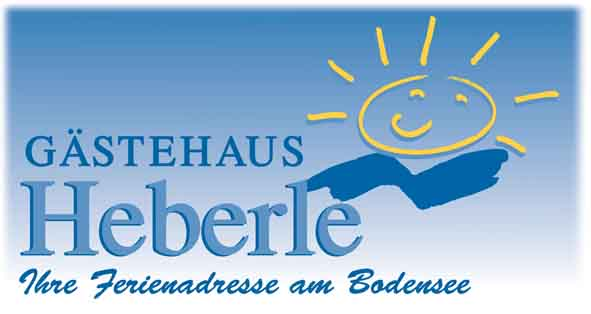 GÄSTEHAUS
Heberle
Ihre Ferienadresse am Bodensee